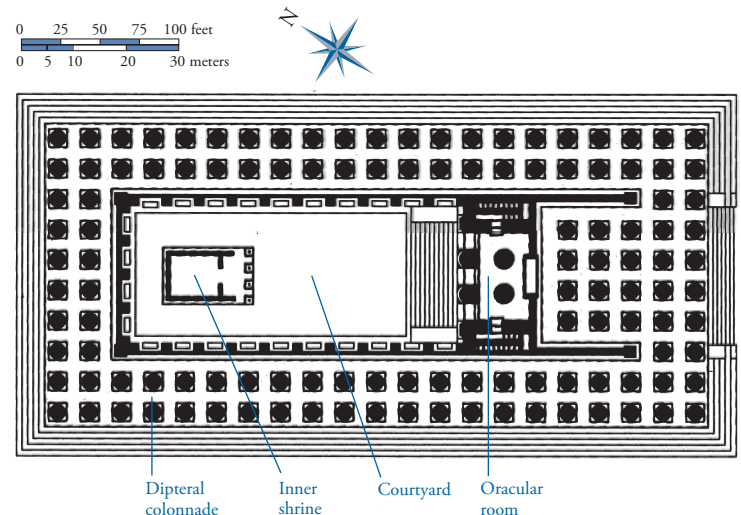 N
0 25 50 75 100 feet
0 5 10 20 30 meters
Dipteral
colonnade
Inner
shrine
Courtyard
Oracular
room